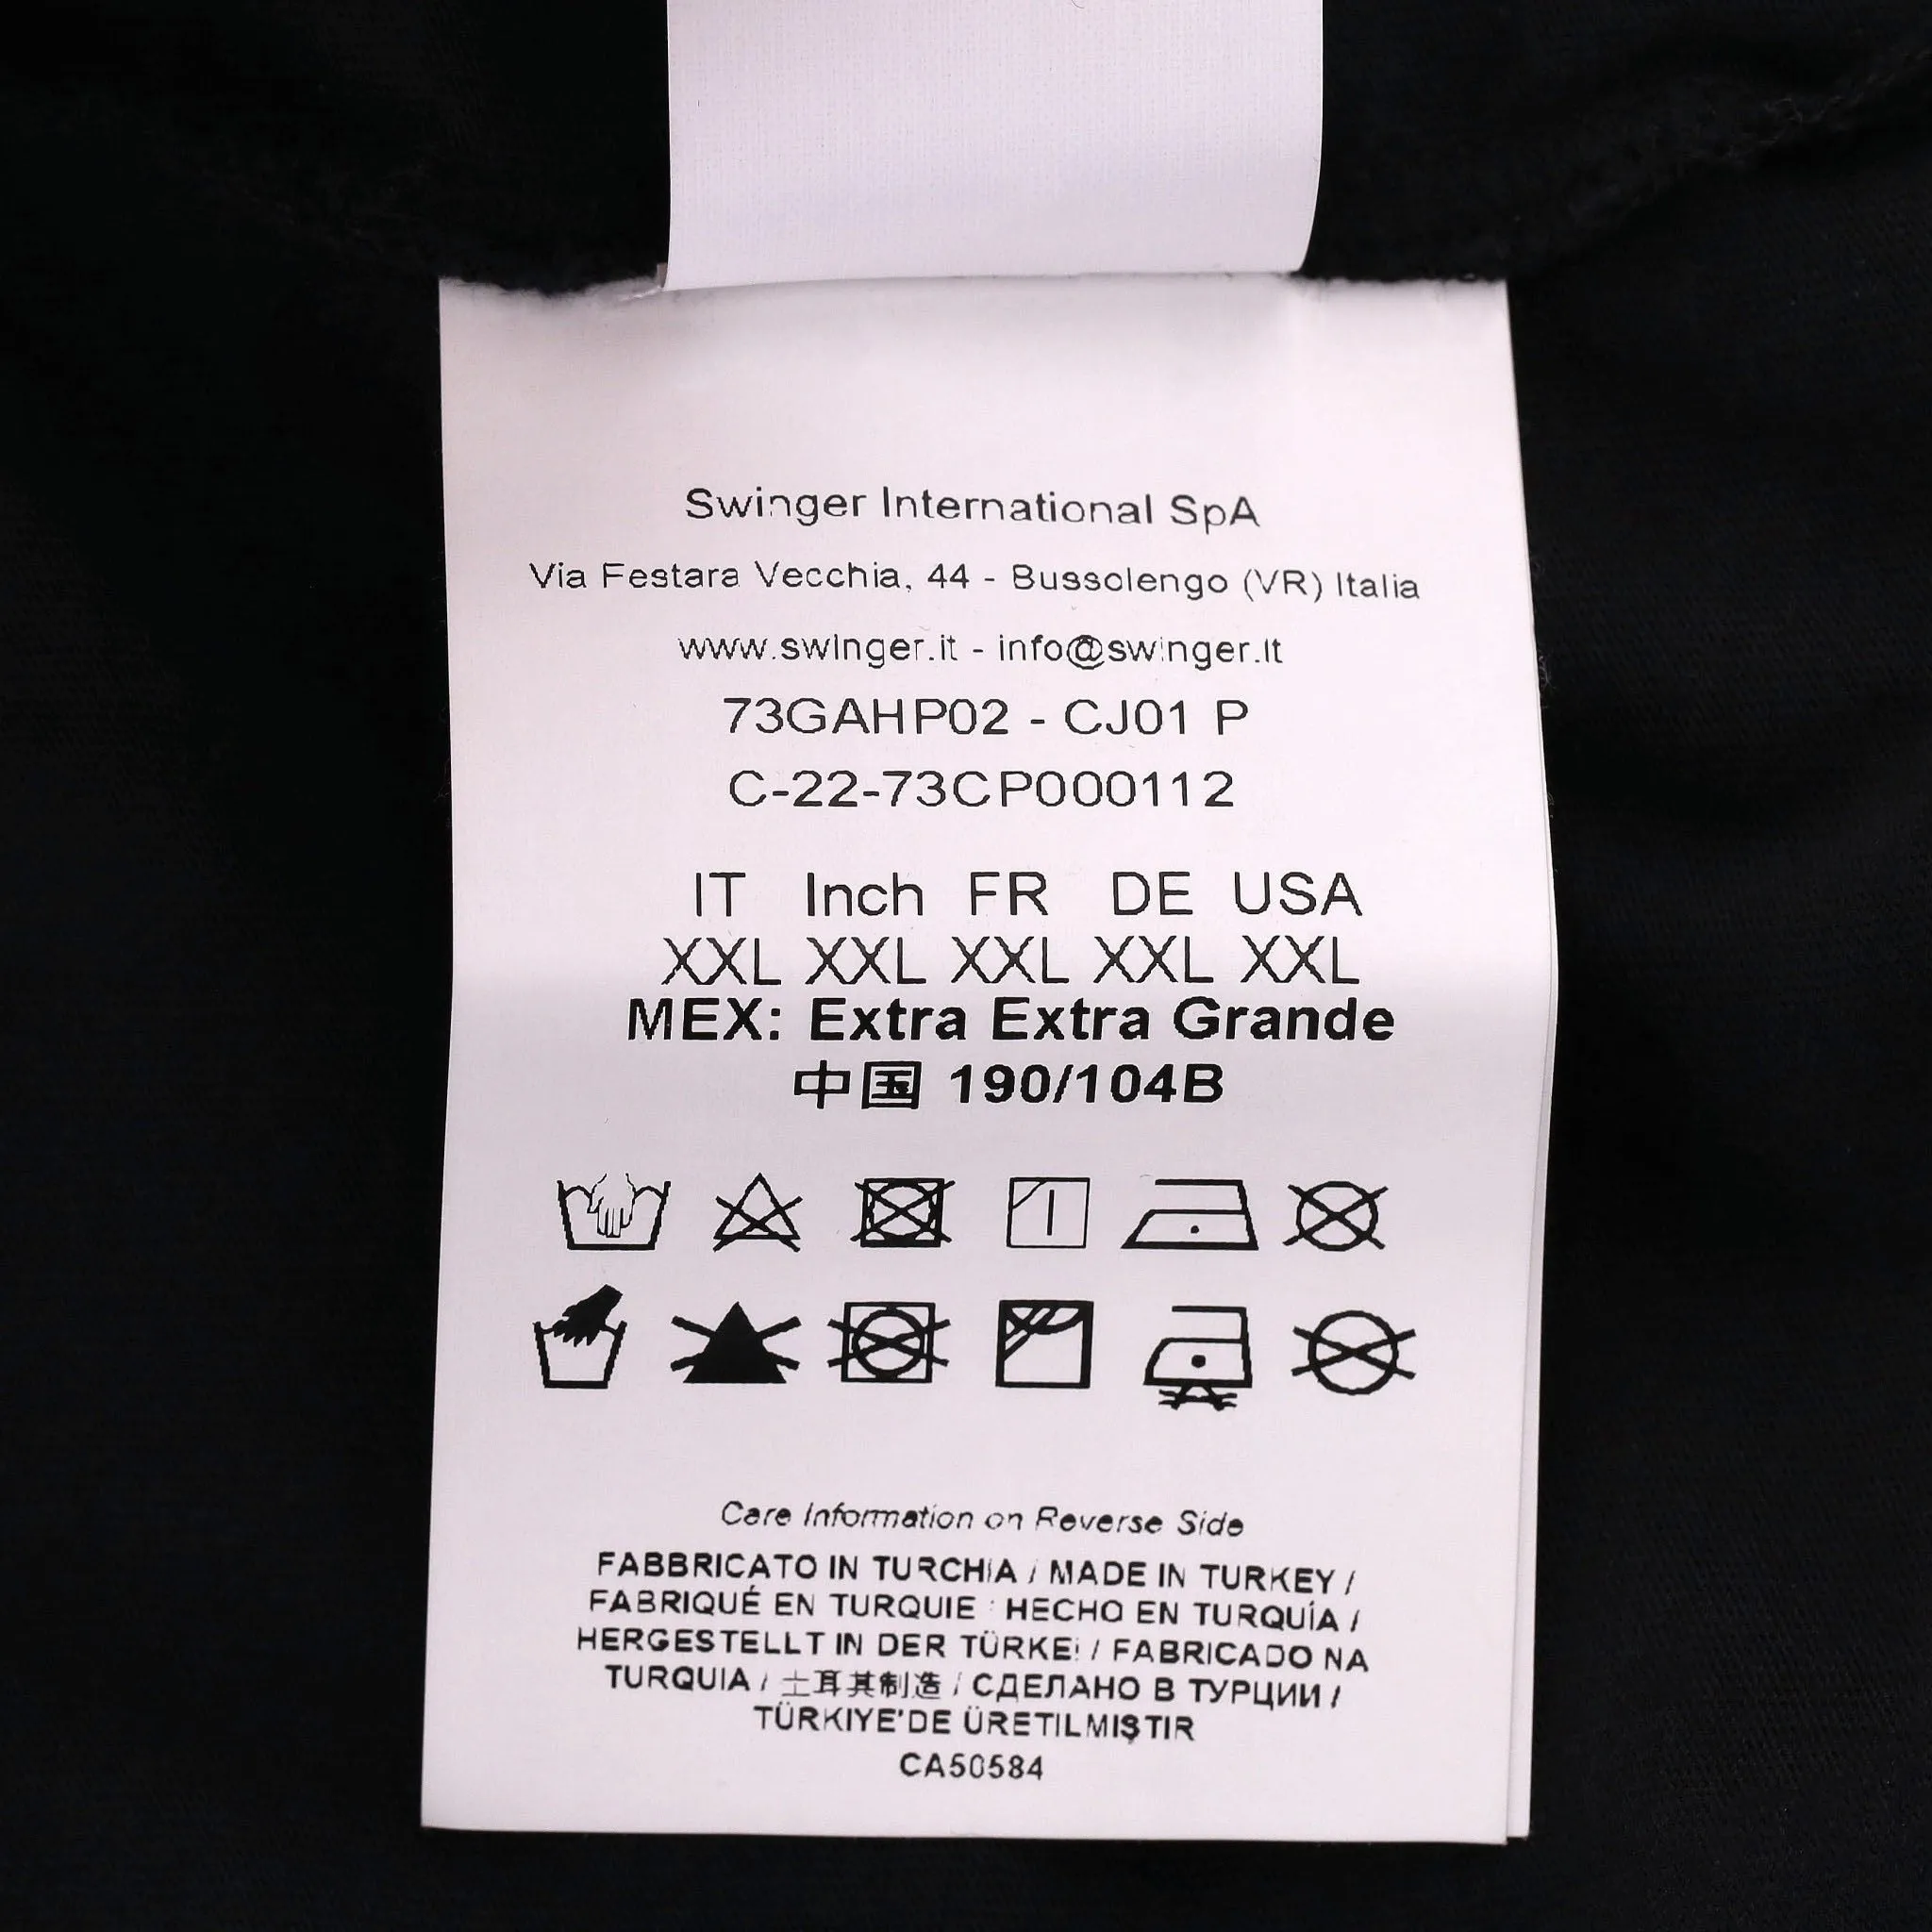 Swinger International SpA
Via Festara Vecchia, 44 - Bussolengo (VR) Italia
www.swinger.it - info@swinger.it
73GAHP02 - CJ01 P
C-22-73CP000112
IT Inch FR DE USA
XXL XXL XXL XXL XXL
MEX: Extra Extra Grande
中国 190/104B
Care Information on Reverse Side
FABBRICATO IN TURCHIA / MADE IN TURKEY /
FABRIQUÉ EN TURQUIE / HECHO EN TURQUÍA /
HERGESTELLT IN DER TÜRKEI / FABRICADO NA
TURQUIA / 土耳其制造 / СДЕЛАНО В ТУРЦИИ /
TÜRKIYE'DE ÜRETILMIŞTIR
CA50584